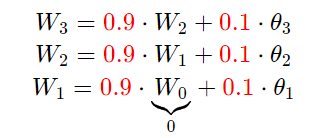 W₃ = 0.9 · W₂ + 0.1 · θ₃
W₂ = 0.9 · W₁ + 0.1 · θ₂
W₁ = 0.9 · W₀ + 0.1 · θ₁
0